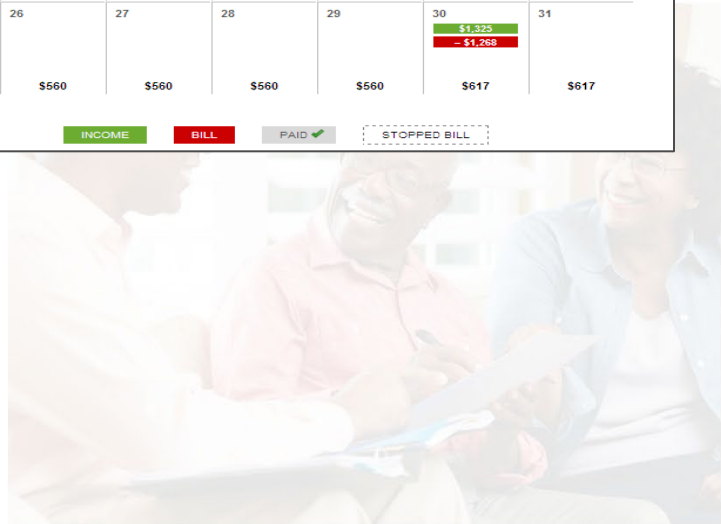 26 27 28 29 30 31
$1,325
– $1,268
$560 $560 $560 $560 $617 $617
INCOME BILL PAID STOPPED BILL